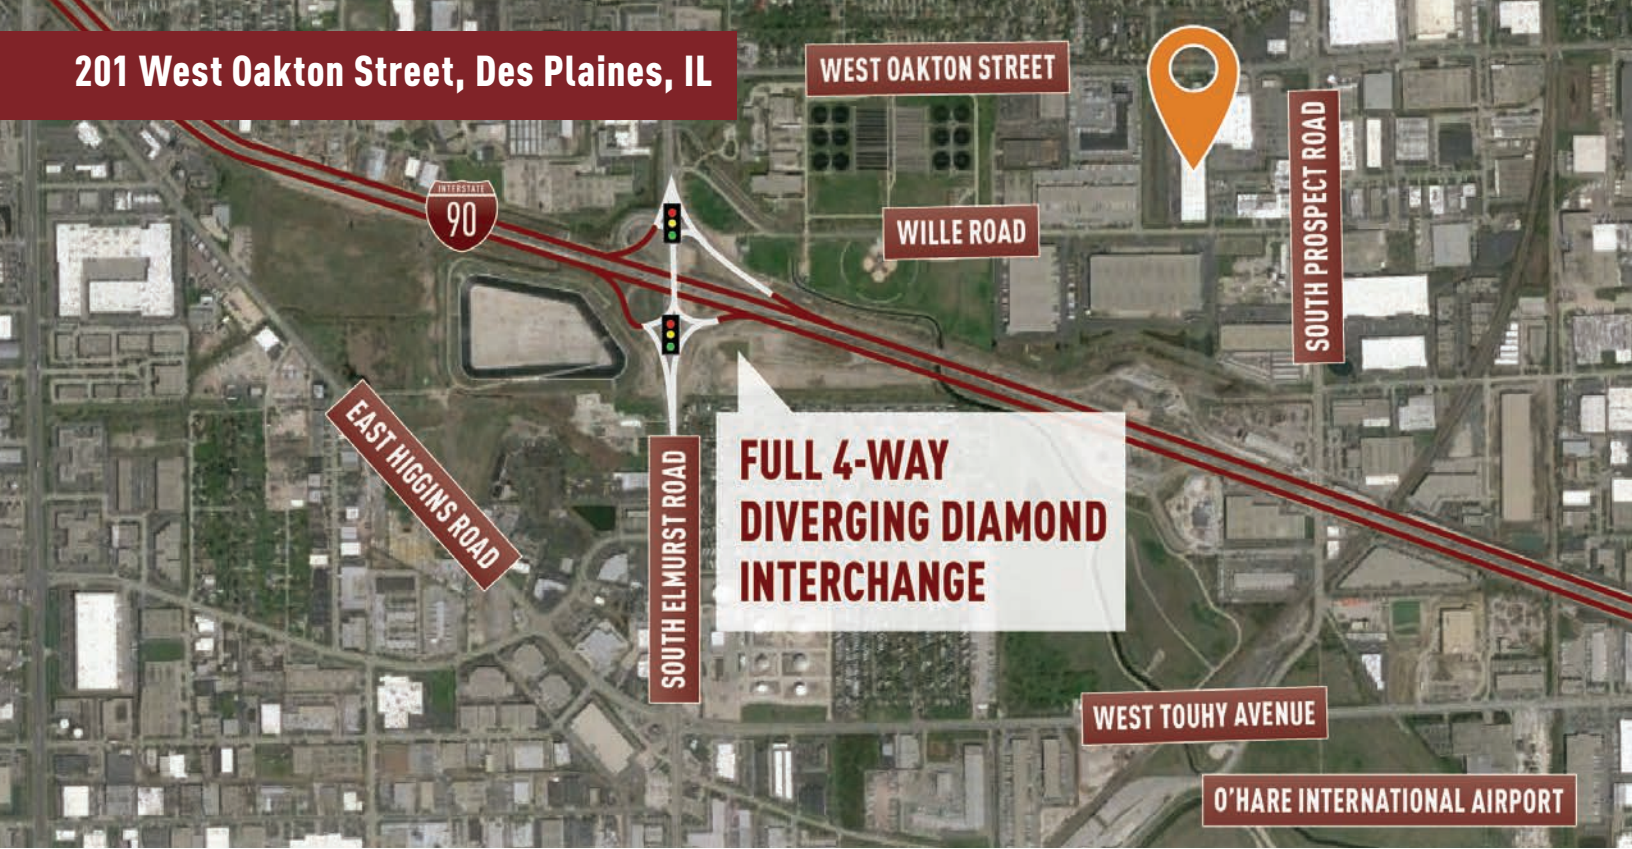 201 West Oakton Street, Des Plaines, IL
WEST OAKTON STREET
INTERSTATE
90
WILLE ROAD
SOUTH PROSPECT ROAD
EAST HIGGINS ROAD
SOUTH ELMURST ROAD
FULL 4-WAY
DIVERGING DIAMOND
INTERCHANGE
WEST TOUHY AVENUE
O'HARE INTERNATIONAL AIRPORT